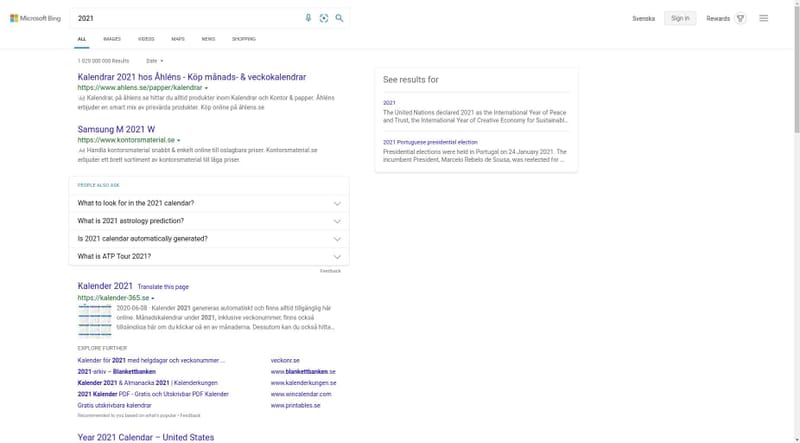 Microsoft Bing
2021
Svenska
Sign in
Rewards
ALL
IMAGES
VIDEOS
MAPS
NEWS
SHOPPING
1 020 000 000 Results
Date
Kalendrar 2021 hos Åhléns - Köp månads- & veckokalendrar
https://www.ahlens.se/papper/kalendrar
Ad Kalendrar, på åhlens.se hittar du alltid produkter inom Kalendrar och Kontor & papper. Åhléns
erbjuder en smart mix av prisvärda produkter. Köp online på åhlens.se
Samsung M 2021 W
https://www.kontorsmaterial.se
Ad Handla kontorsmaterial snabbt & enkelt online till oslagbara priser. Kontorsmaterial.se
erbjuder ett brett sortiment av kontorsmaterial till låga priser.
See results for
2021
The United Nations declared 2021 as the International Year of Peace
and Trust, the International Year of Creative Economy for Sustainabl..
2021 Portuguese presidential election
Presidential elections were held in Portugal on 24 January 2021. The
incumbent President, Marcelo Rebelo de Sousa, was reelected for ...
PEOPLE ALSO ASK
What to look for in the 2021 calendar?
What is 2021 astrology prediction?
Is 2021 calendar automatically generated?
What is ATP Tour 2021?
Feedback
Kalender 2021 Translate this page
https://kalender-365.se
2020-06-08 · Kalender 2021 genereras automatiskt och finns alltid tillgänglig här
online. Månadskalendrar under 2021, inklusive veckonummer, finns också
tillgängliga här om du klickar på en av månaderna. Dessutom kan du också hitta...
EXPLORE FURTHER
Kalender för 2021 med helgdagar och veckonummer ... veckonr.se
2021-arkiv – Blankettbanken www.blankettbanken.se
Kalender 2021 & Almanacka 2021 | Kalenderkungen www.kalenderkungen.se
2021 Kalender PDF - Gratis och Utskrivbar PDF Kalender www.wincalendar.com
Gratis utskrivbara kalendrar www.printables.se
Recommended to you based on what's popular • Feedback
Year 2021 Calendar – United States